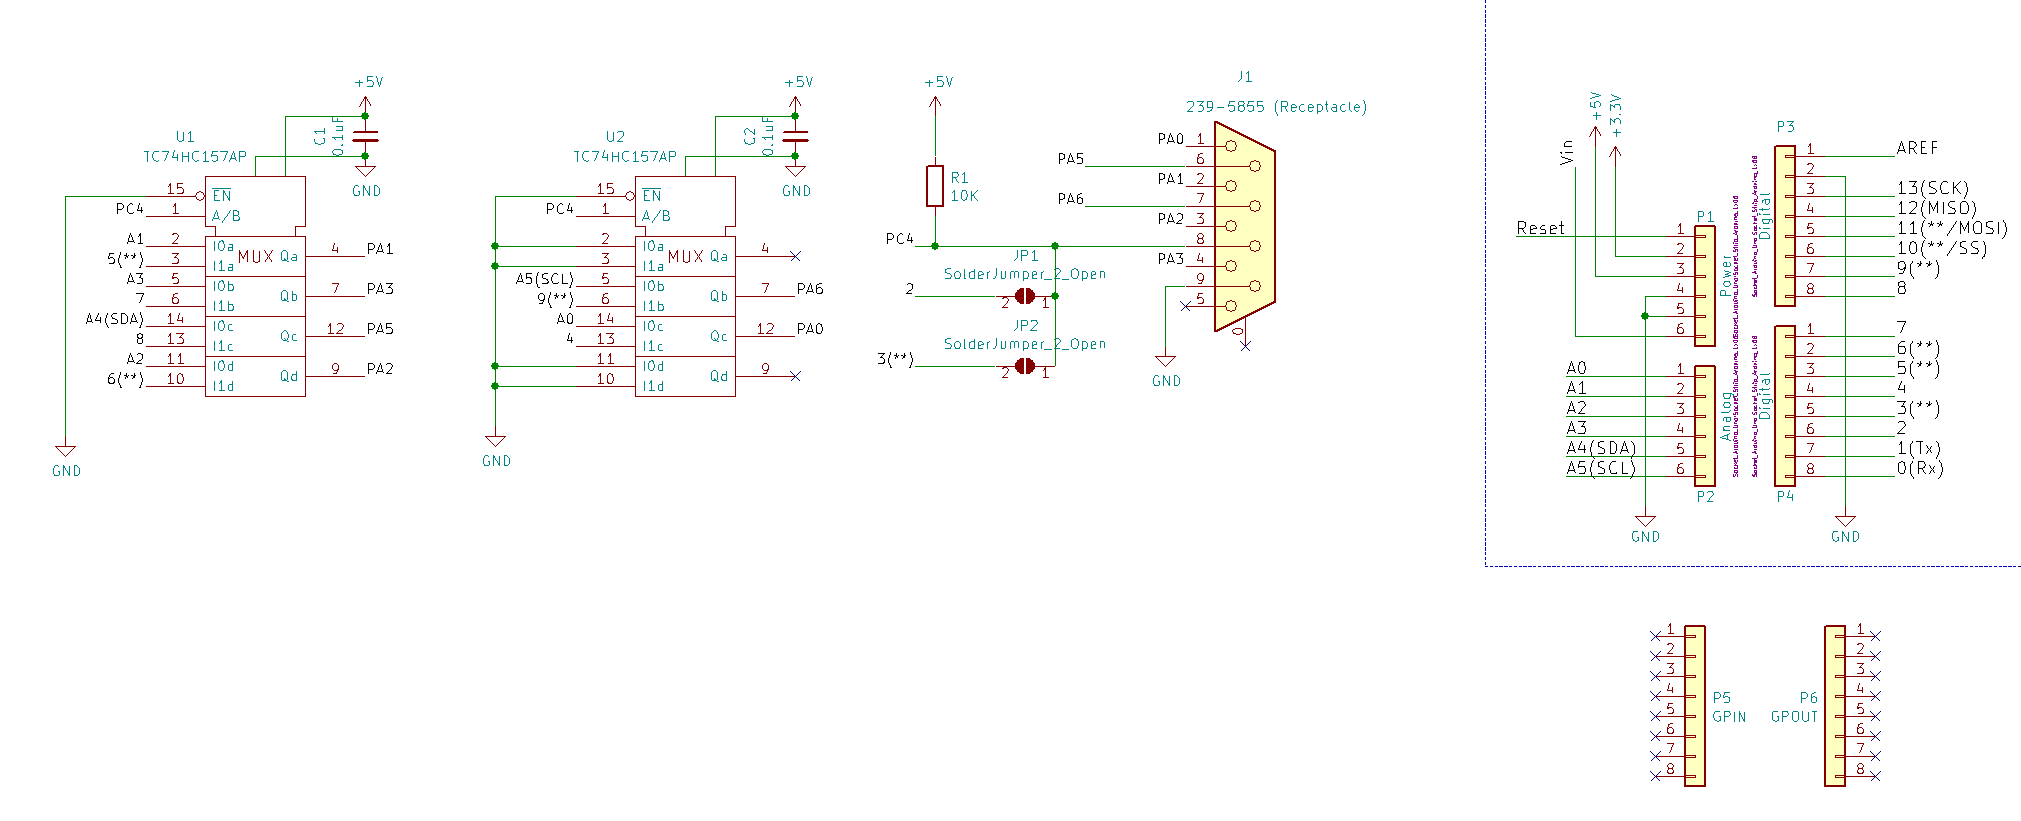 +5V
U1
TC74HC157AP
C1
0.1uF
GND
15
EN
PC4
1
A/B
MUX
A1
2
I0a
5(**)
3
I1a
Qa
4
PA1
A3
5
I0b
7
6
I1b
Qb
7
PA3
A4(SDA)
14
I0c
8
13
I1c
Qc
12
PA5
A2
11
I0d
6(**)
10
I1d
Qd
9
PA2
GND
+5V
U2
TC74HC157AP
C2
0.1uF
GND
15
EN
PC4
1
A/B
MUX
2
I0a
3
I1a
Qa
4
A5(SCL)
5
I0b
9(**)
6
I1b
Qb
7
PA6
A0
14
I0c
4
13
I1c
Qc
12
PA0
11
I0d
10
I1d
Qd
9
GND
+5V
R1
10K
PC4
JP1
SolderJumper_2_Open
2
2
1
JP2
SolderJumper_2_Open
3(**)
2
1
J1
239-5855 (Receptacle)
PA0
1
PA5
6
PA1
2
PA6
7
PA2
3
8
PA3
4
9
5
0
GND
+5V
+3.3V
Vin
Reset
P1
Power
1
2
3
4
5
6
A0
1
A1
2
A2
3
A3
4
A4(SDA)
5
A5(SCL)
6
Analog
P2
GND
P3
Digital
1
AREF
2
3
13(SCK)
4
12(MISO)
5
11(**/MOSI)
6
10(**/SS)
7
9(**)
8
8
Digital
1
7
2
6(**)
3
5(**)
4
4
5
3(**)
6
2
7
1(Tx)
8
0(Rx)
P4
GND
1
2
3
4
5
6
7
8
P5
GPIN
P6
GPOUT
1
2
3
4
5
6
7
8